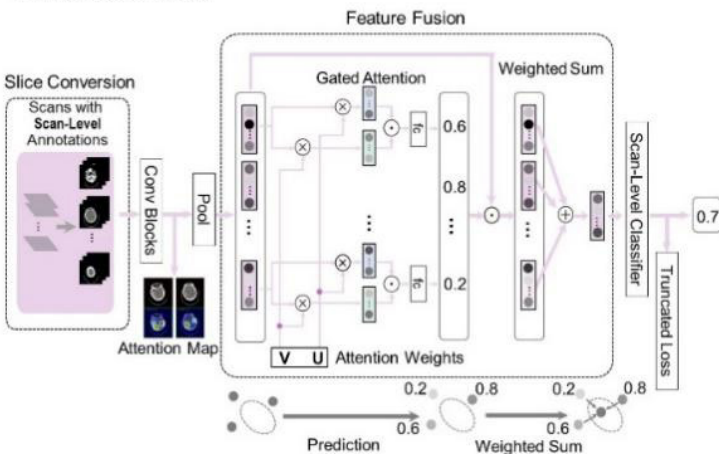 Feature Fusion
Slice Conversion
Scans with
Scan-Level
Annotations
Conv Blocks
Pool
Attention Map
Gated Attention
fc
0.6
0.8
...
fc
0.2
V U
Attention Weights
Weighted Sum
Scan-Level Classifier
0.7
Truncated Loss
0.2
0.8
0.6
Prediction
0.2
0.8
0.6
Weighted Sum